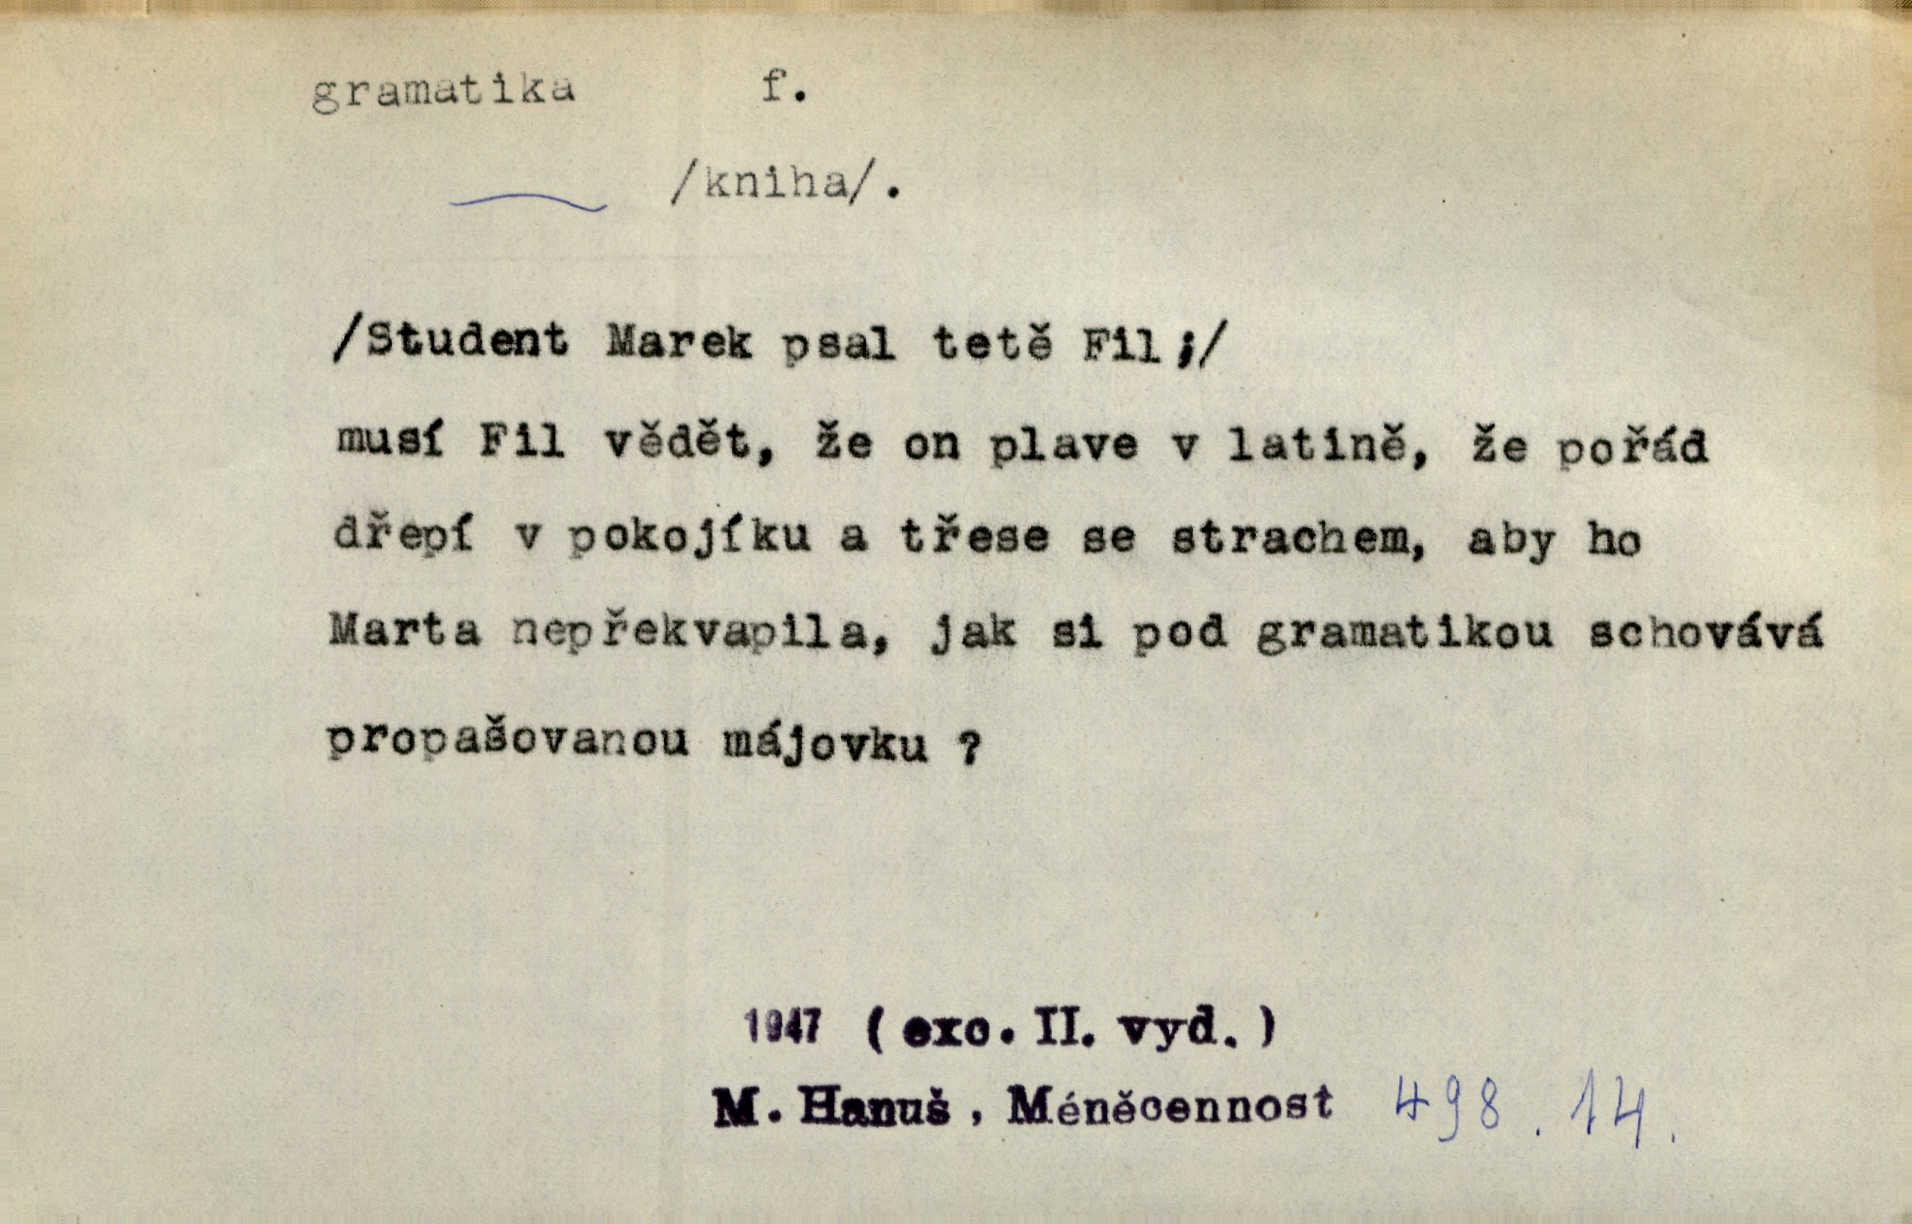 gramatika f.
/kniha/.
/Student Marek psal tetě Fil;/
musí Fil vědět, že on plave v latině, že pořád
dřepí v pokojíku a třese se strachem, aby ho
Marta nepřekvapila, jak si pod gramatikou schovává
propašovanou májovku ?
1947 ( exc. II. vyd. )
M. Hanuš, Méněcennost 498. 14.